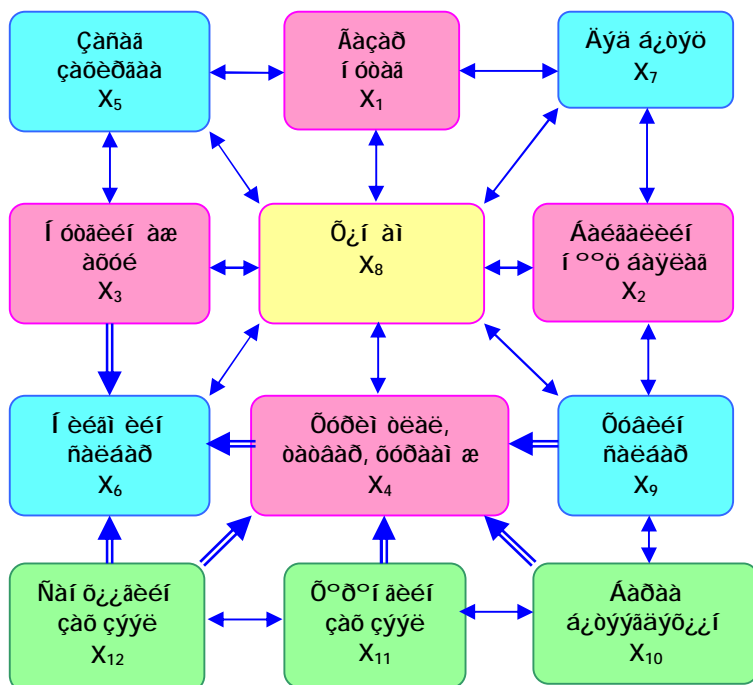 Çàñàã
çàõèðãàà
X₅
Ãàçàð
í óòàã
X₁
Äýä á¿òýö
X₇
Í óòãèéí àæ
àõóé
X₃
Õ¿í àì
X₈
Áàéãàëèéí
í ººö áàÿëàã
X₂
Í èéãì èéí
ñàëáàð
X₆
Õóðèì òëàë,
òàòâàð, õóðààì æ
X₄
Õóâèéí
ñàëáàð
X₉
Ñàí õ¿¿ãèéí
çàõ çýýë
X₁₂
Õºðºí ãèéí
çàõ çýýë
X₁₁
Áàðàà
á¿òýýãäýõ¿¿í
X₁₀